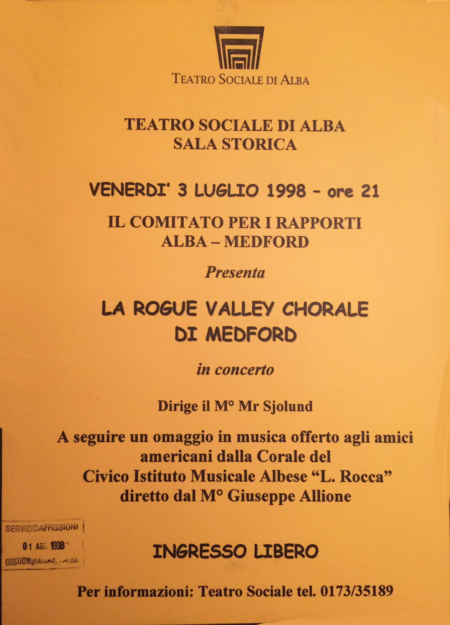 TEATRO SOCIALE DI ALBA
TEATRO SOCIALE DI ALBA
SALA STORICA
VENERDI' 3 LUGLIO 1998 – ore 21
IL COMITATO PER I RAPPORTI
ALBA – MEDFORD
Presenta
LA ROGUE VALLEY CHORALE
DI MEDFORD
in concerto
Dirige il M° Mr Sjolund
A seguire un omaggio in musica offerto agli amici
americani dalla Corale del
Civico Istituto Musicale Albese “L. Rocca”
diretto dal M° Giuseppe Allione
SERVIZIO AFFISSIONI
01 AGO. 1998
INGRESSO LIBERO
Per informazioni: Teatro Sociale tel. 0173/35189